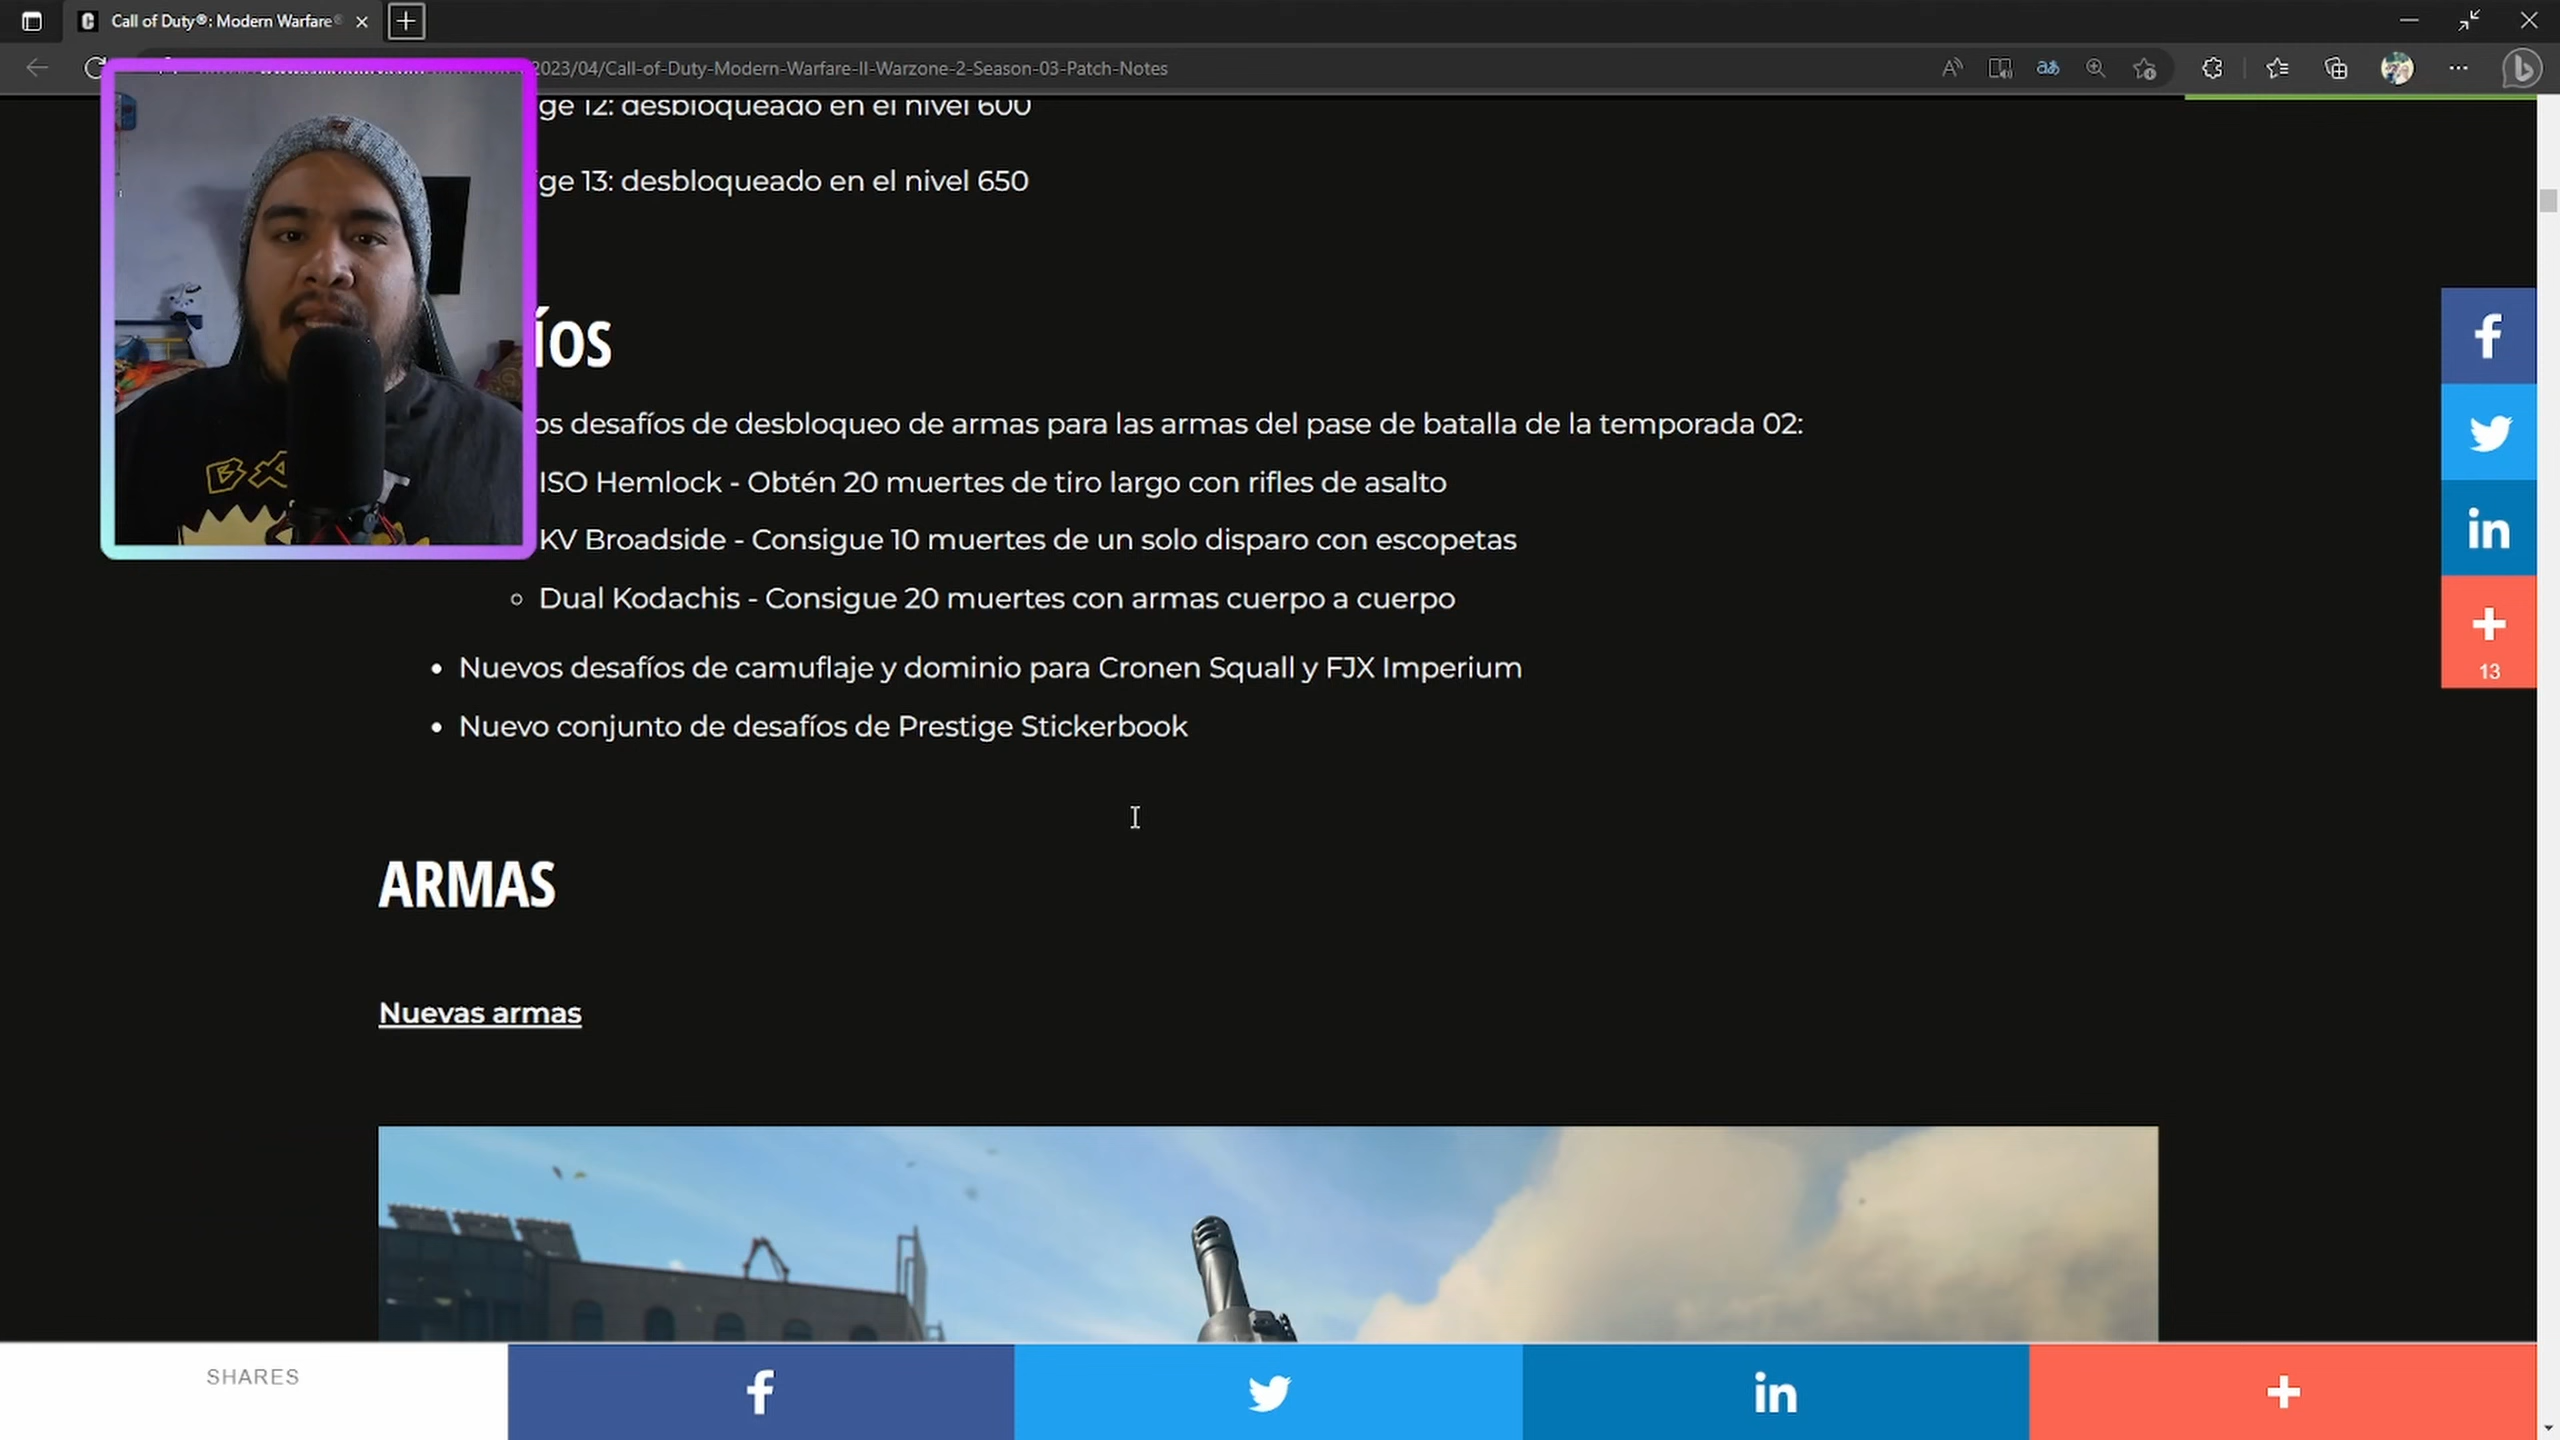 Call of Duty®: Modern Warfare®
2023/04/Call-of-Duty-Modern-Warfare-II-Warzone-2-Season-03-Patch-Notes
ge 12: desbloqueado en el nivel 600
ge 13: desbloqueado en el nivel 650
íos
os desafíos de desbloqueo de armas para las armas del pase de batalla de la temporada 02:
ISO Hemlock - Obtén 20 muertes de tiro largo con rifles de asalto
KV Broadside - Consigue 10 muertes de un solo disparo con escopetas
Dual Kodachis - Consigue 20 muertes con armas cuerpo a cuerpo
Nuevos desafíos de camuflaje y dominio para Cronen Squall y FJX Imperium
Nuevo conjunto de desafíos de Prestige Stickerbook
13
ARMAS
Nuevas armas
SHARES